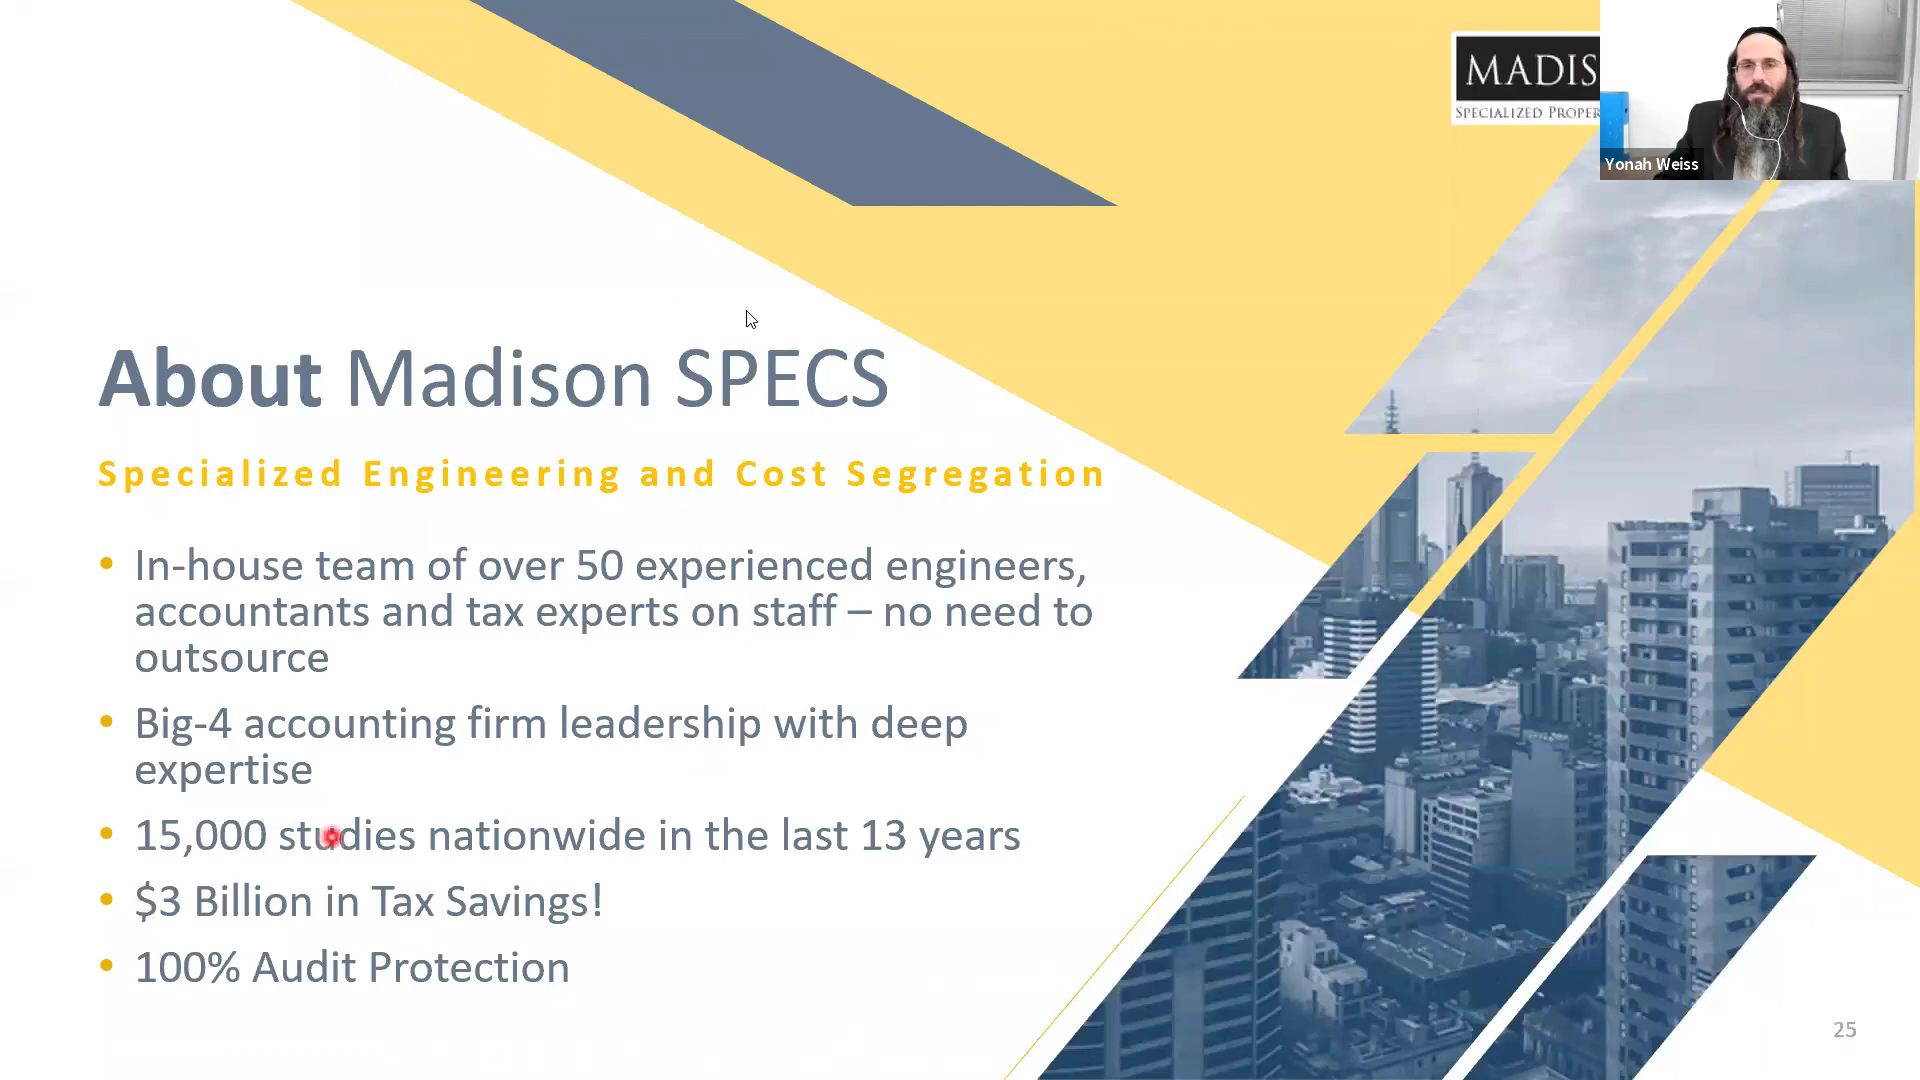 MADIS
SPECIALIZED PROPER
Yonah Weiss
About Madison SPECS
Specialized Engineering and Cost Segregation
• In-house team of over 50 experienced engineers,
accountants and tax experts on staff – no need to
outsource
• Big-4 accounting firm leadership with deep
expertise
• 15,000 studies nationwide in the last 13 years
• $3 Billion in Tax Savings!
• 100% Audit Protection
25